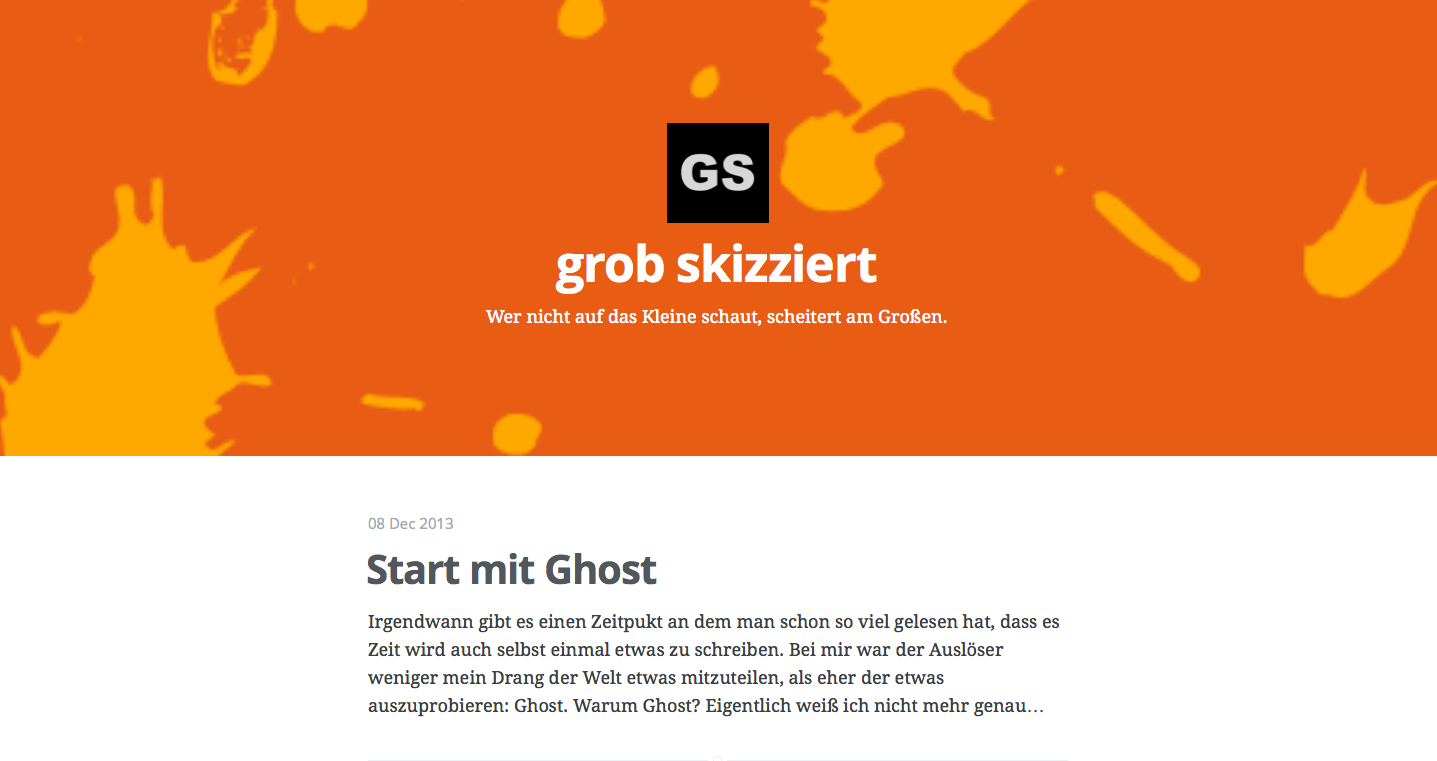 GS
grob skizziert
Wer nicht auf das Kleine schaut, scheitert am Großen.
08 Dec 2013
Start mit Ghost
Irgendwann gibt es einen Zeitpukt an dem man schon so viel gelesen hat, dass es
Zeit wird auch selbst einmal etwas zu schreiben. Bei mir war der Auslöser
weniger mein Drang der Welt etwas mitzuteilen, als eher der etwas
auszuprobieren: Ghost. Warum Ghost? Eigentlich weiß ich nicht mehr genau…